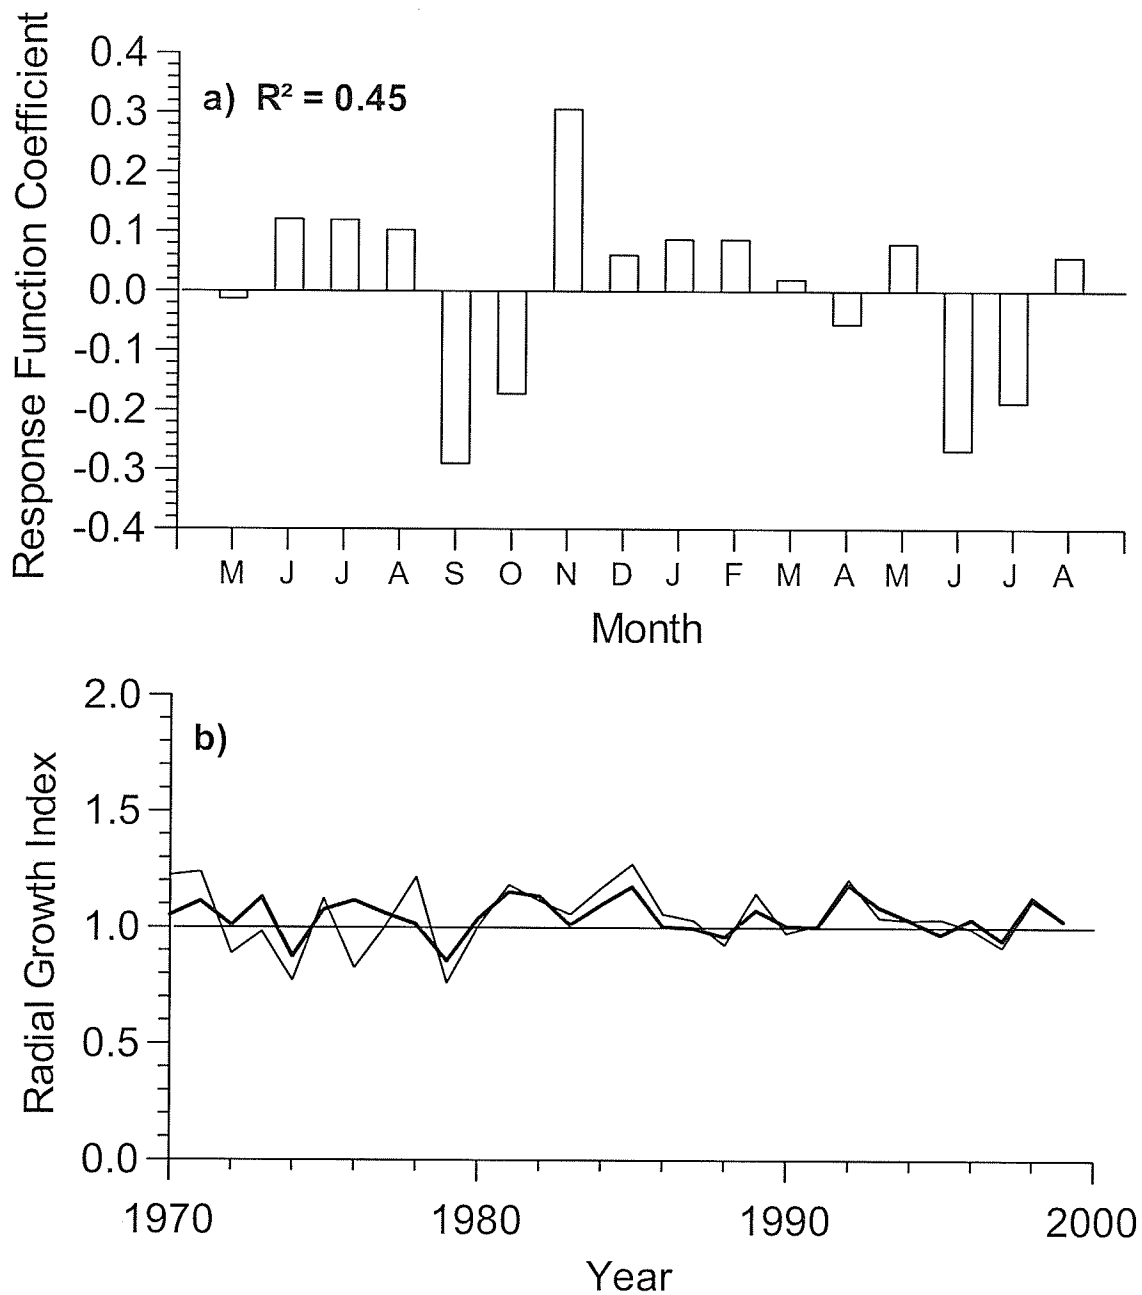 Response Function Coefficient
0.4
0.3
0.2
0.1
0.0
-0.1
-0.2
-0.3
-0.4
a) R² = 0.45
M J J A S O N D J F M A M J J A
Month
Radial Growth Index
2.0
1.5
1.0
0.5
0.0
b)
1970 1980 1990 2000
Year